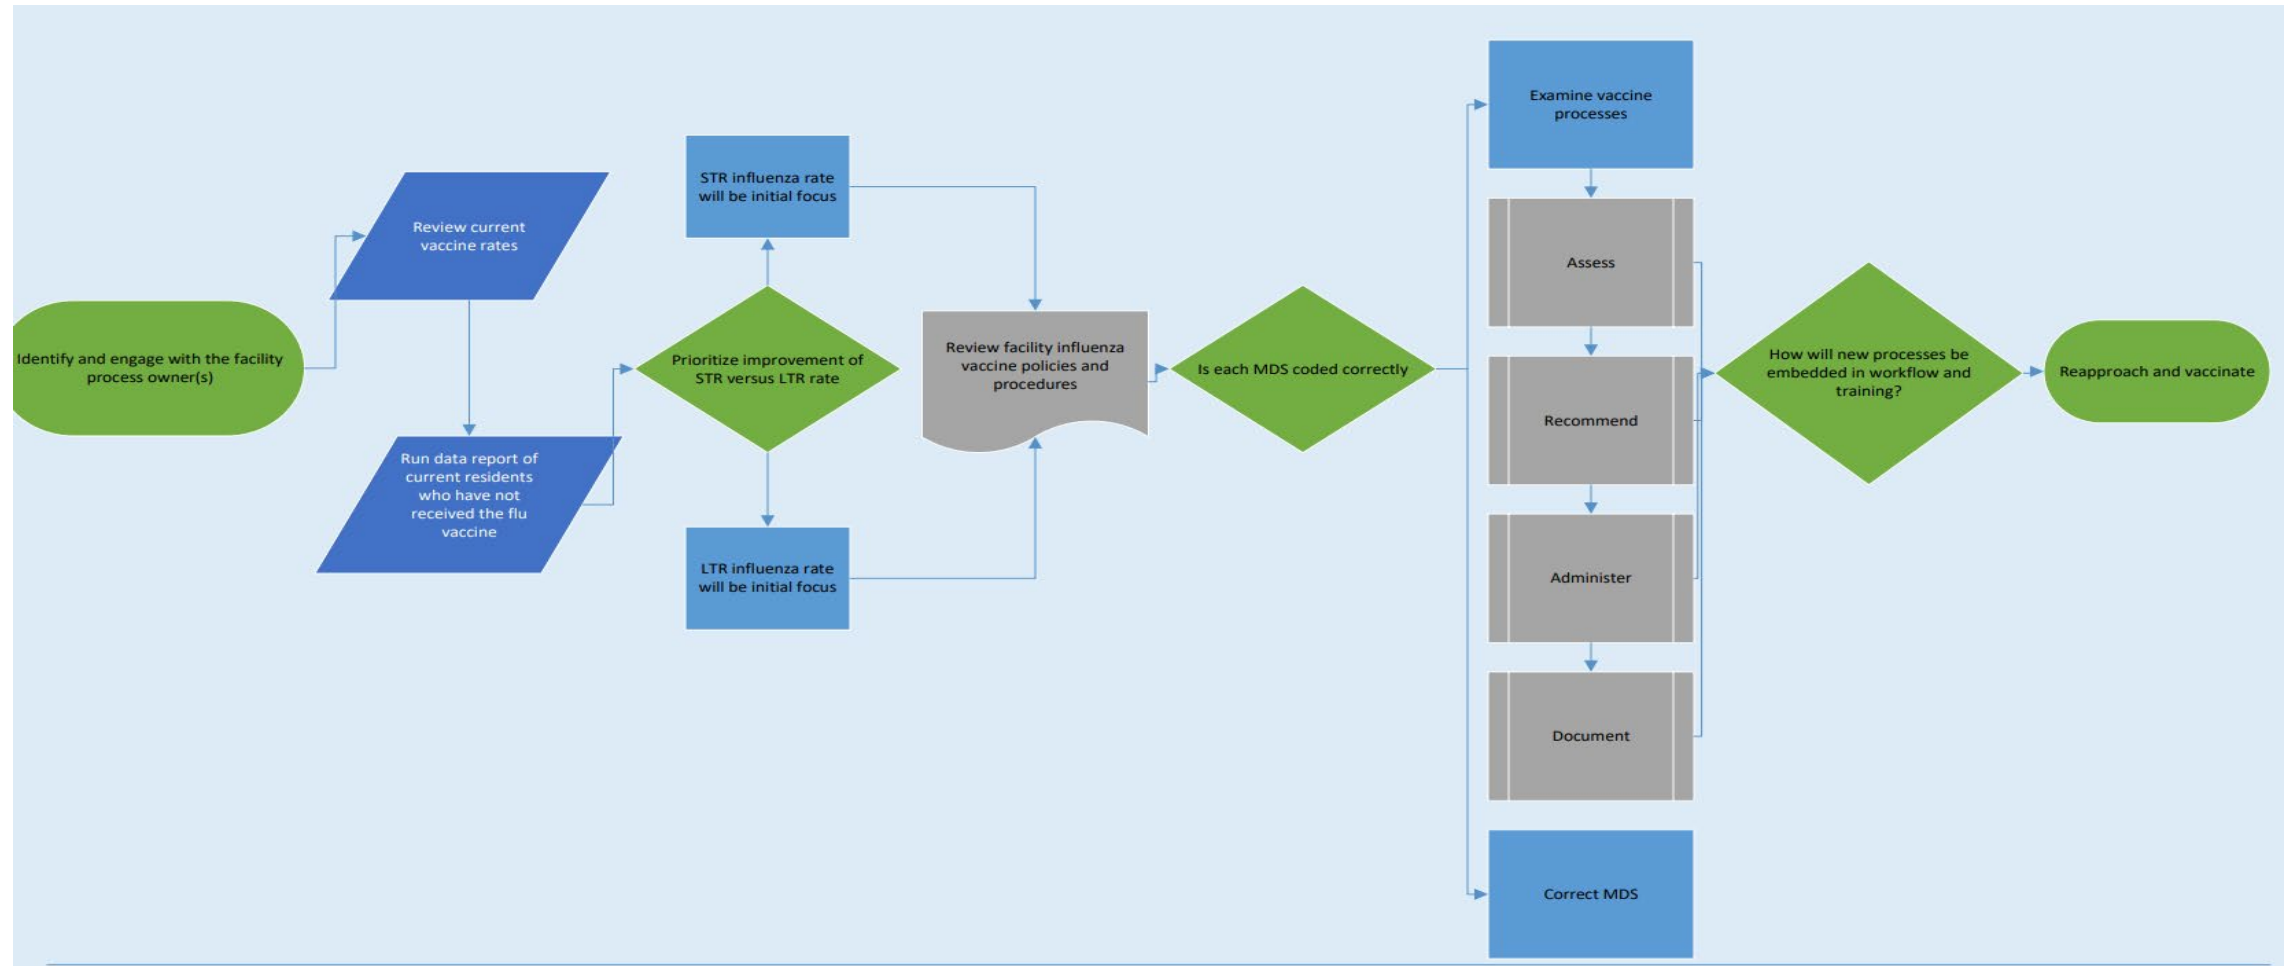 Identify and engage with the facility
process owner(s)
Review current
vaccine rates
Run data report of
current residents
who have not
received the flu
vaccine
Prioritize improvement of
STR versus LTR rate
STR influenza rate
will be initial focus
LTR influenza rate
will be initial focus
Review facility influenza
vaccine policies and
procedures
Is each MDS coded correctly
Examine vaccine
processes
Assess
Recommend
Administer
Document
Correct MDS
How will new processes be
embedded in workflow and
training?
Reapproach and vaccinate